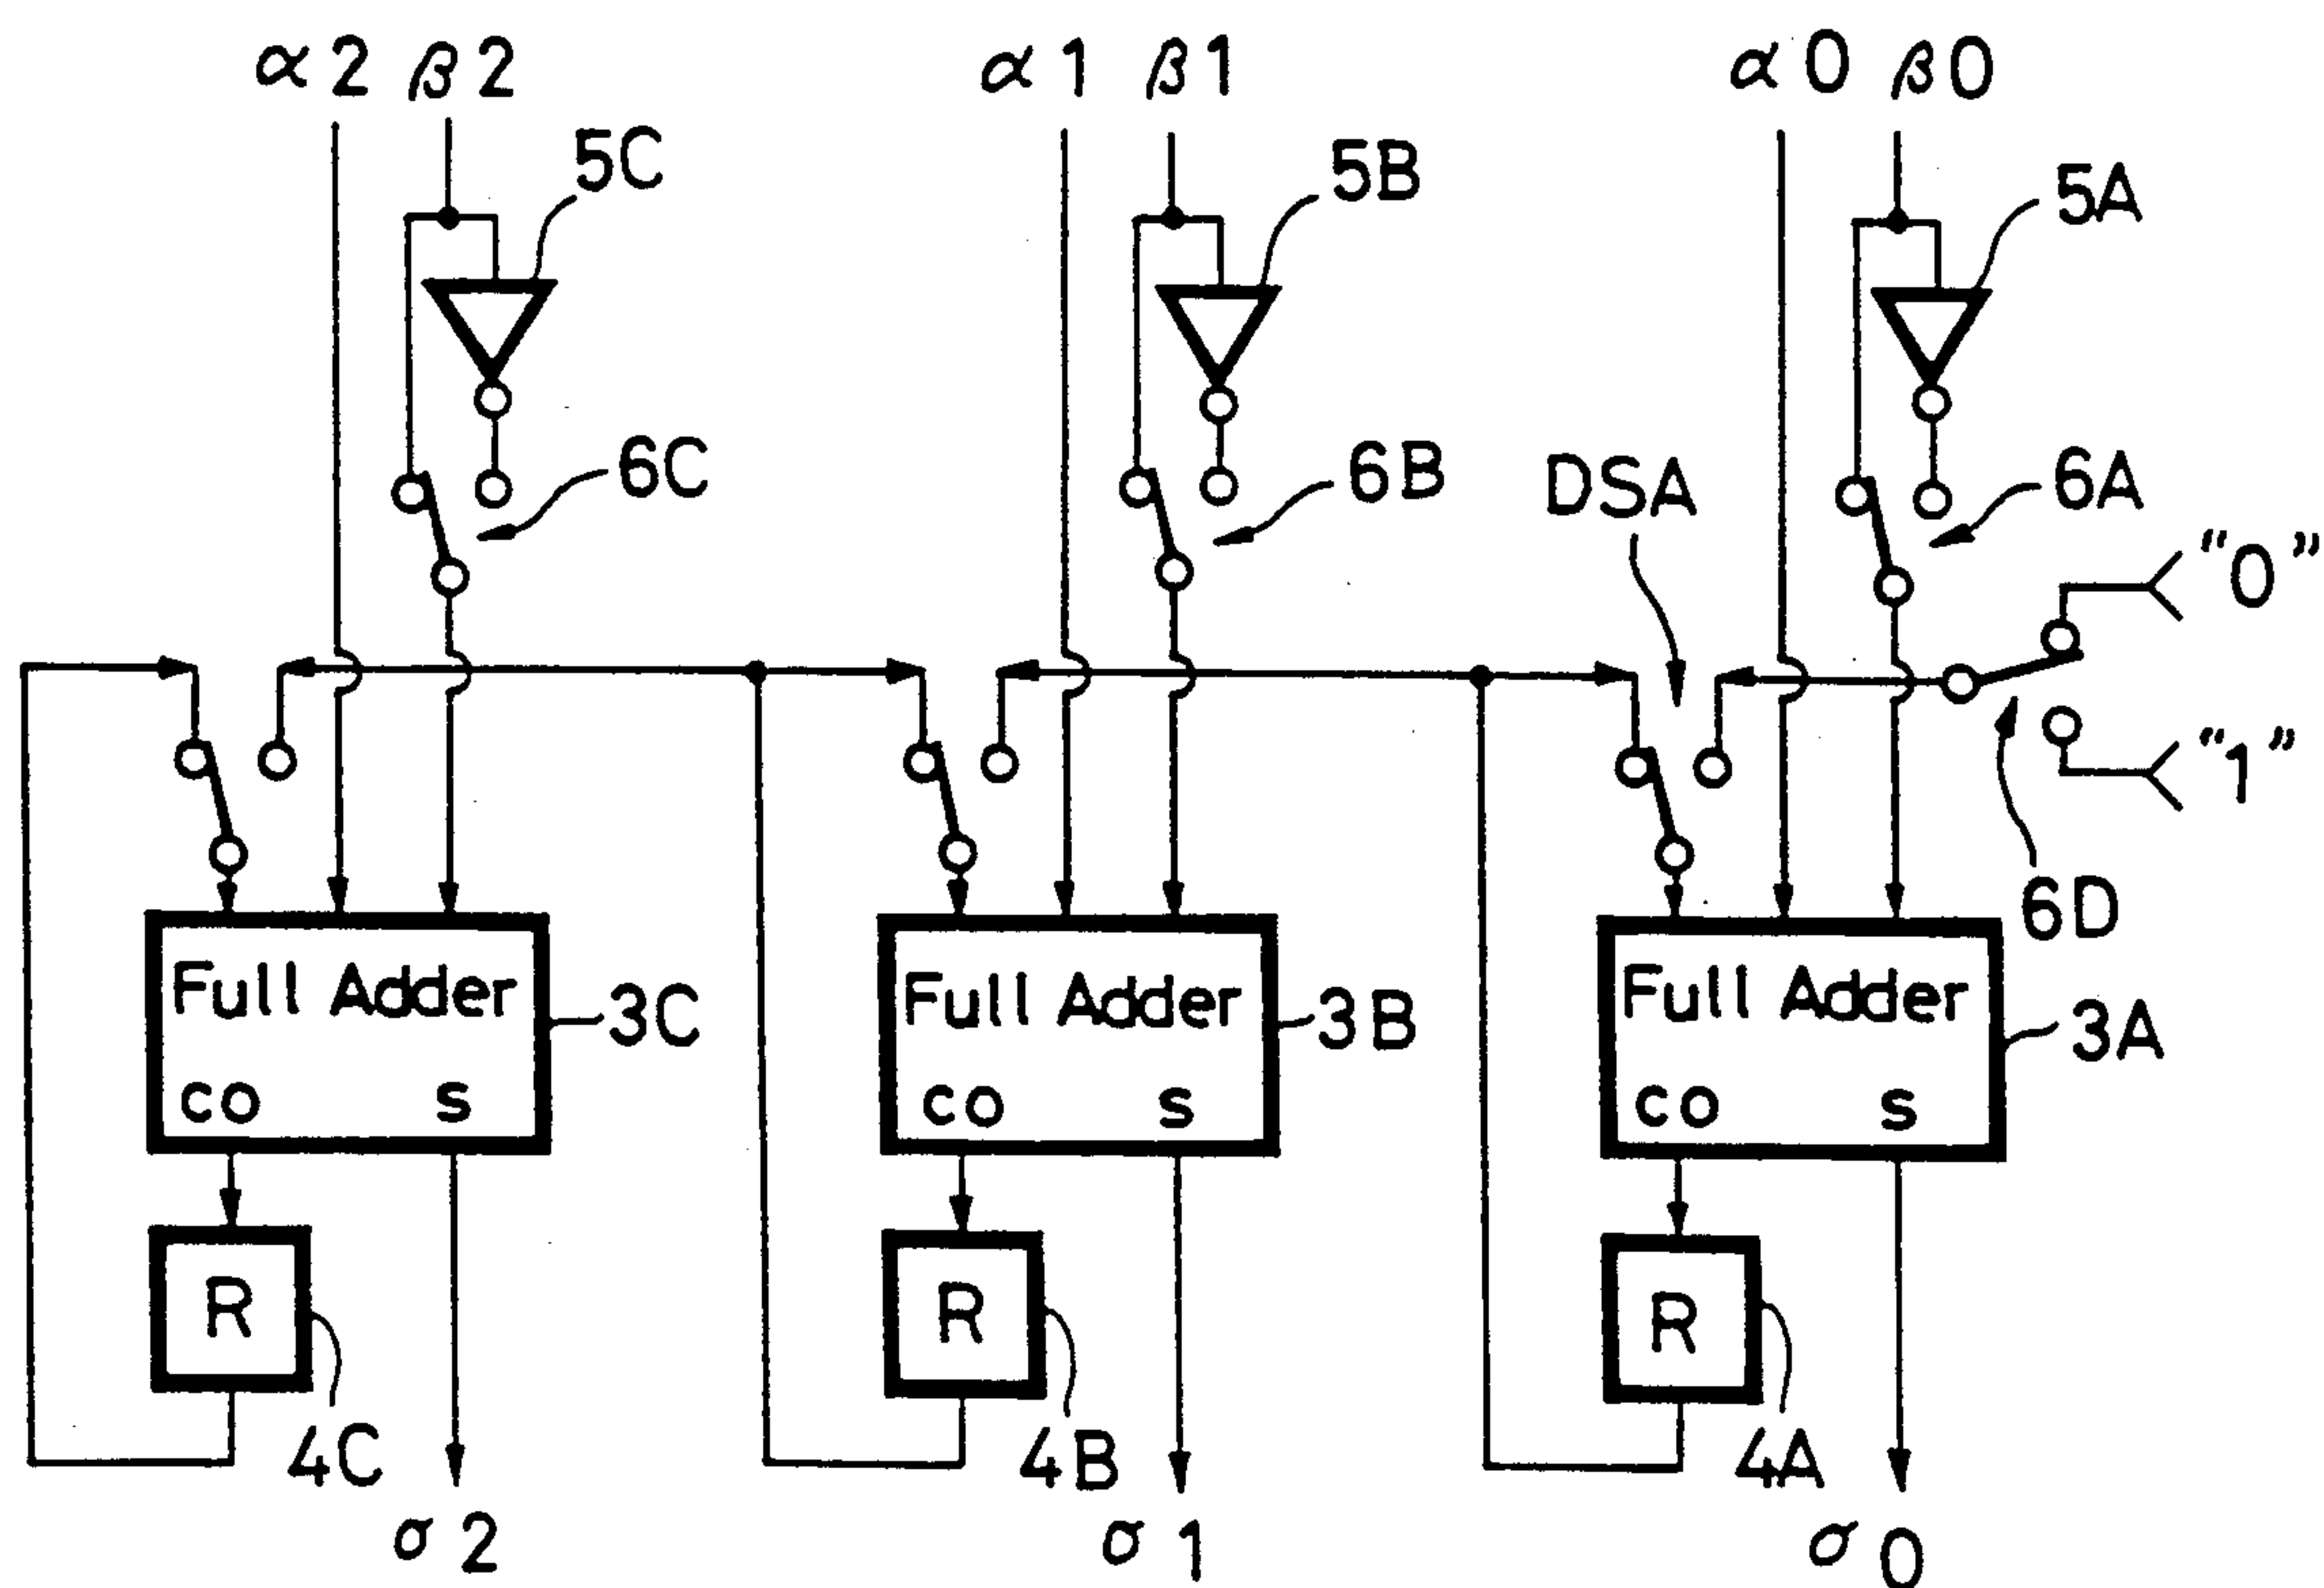 α2 β2 α1 β1 α0 β0
5C 5B 5A
6C 6B DSA 6A
"0"
"1"
6D
Full Adder 3C Full Adder 3B Full Adder 3A
co s co s co s
R R R
4C 4B 4A
σ2 σ1 σ0